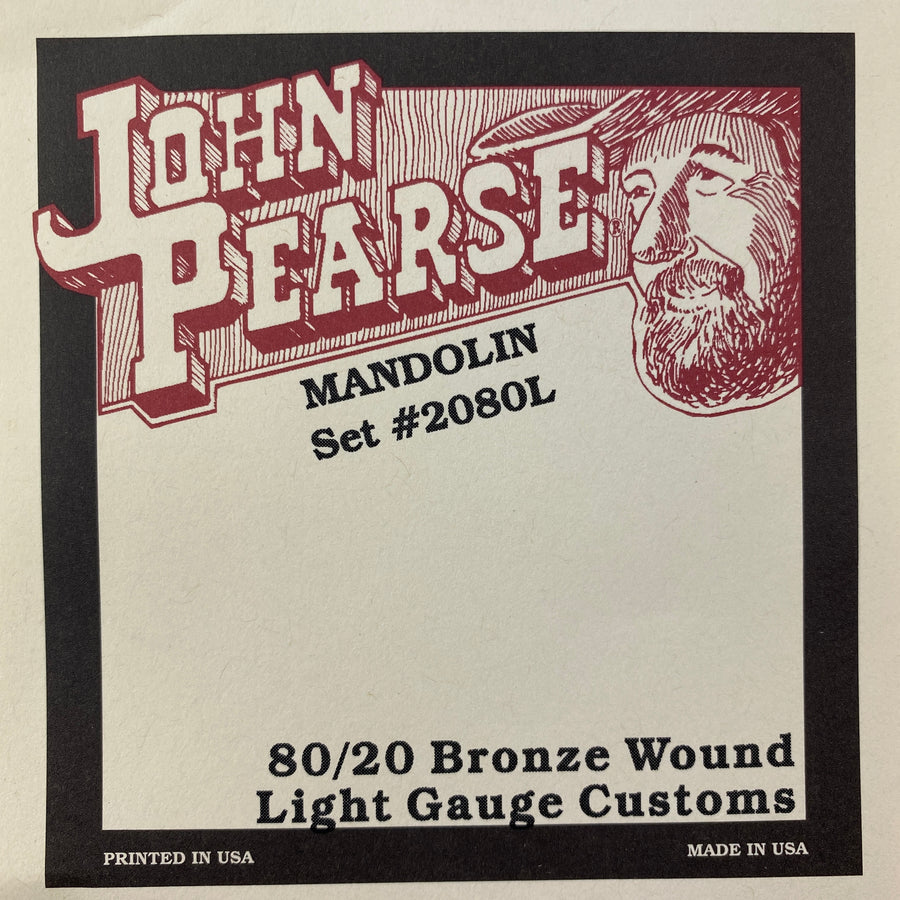 JOHN
PEARSE®
MANDOLIN
Set #2080L
80/20 Bronze Wound
Light Gauge Customs
PRINTED IN USA
MADE IN USA